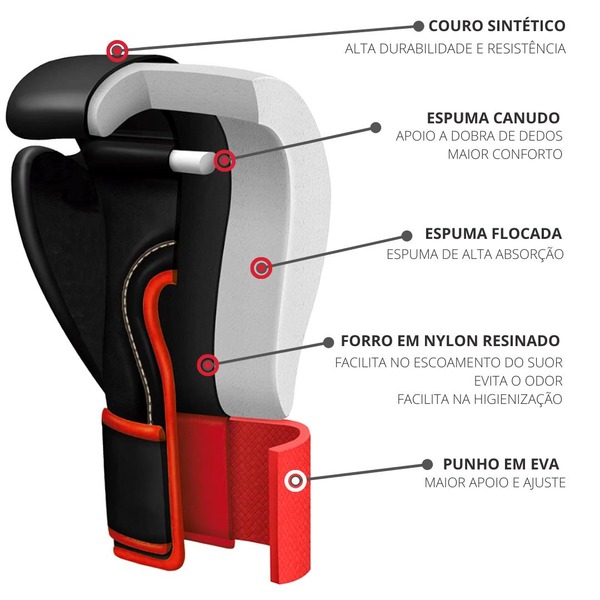 COURO SINTÉTICO
ALTA DURABILIDADE E RESISTÊNCIA
ESPUMA CANUDO
APOIO A DOBRA DE DEDOS
MAIOR CONFORTO
ESPUMA FLOCADA
ESPUMA DE ALTA ABSORÇÃO
FORRO EM NYLON RESINADO
FACILITA NO ESCOAMENTO DO SUOR
EVITA O ODOR
FACILITA NA HIGIENIZAÇÃO
PUNHO EM EVA
MAIOR APOIO E AJUSTE